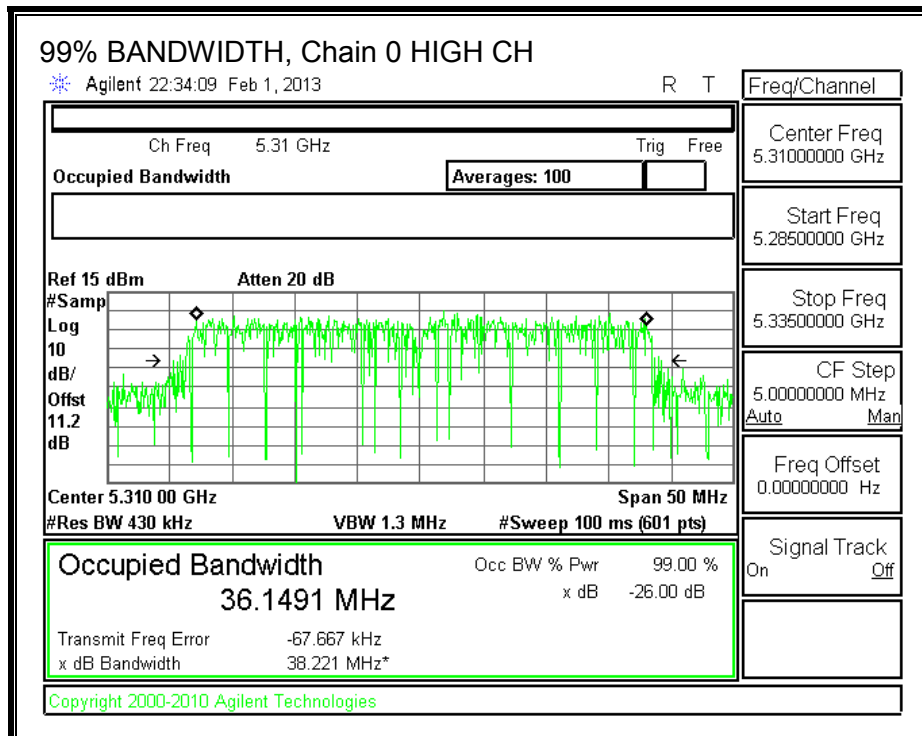 99% BANDWIDTH, Chain 0 HIGH CH
Agilent 22:34:09 Feb 1, 2013 R T
Freq/Channel
Ch Freq 5.31 GHz Trig Free
Occupied Bandwidth Averages: 100
Center Freq
5.31000000 GHz
Start Freq
5.28500000 GHz
Stop Freq
5.33500000 GHz
CF Step
5.00000000 MHz
Auto Man
Freq Offset
0.00000000 Hz
Signal Track
On Off
Ref 15 dBm Atten 20 dB
#Samp
Log
10
dB/
Offst
11.2
dB
Center 5.310 00 GHz Span 50 MHz
#Res BW 430 kHz VBW 1.3 MHz #Sweep 100 ms (601 pts)
Occupied Bandwidth Occ BW % Pwr 99.00 %
36.1491 MHz x dB -26.00 dB
Transmit Freq Error -67.667 kHz
x dB Bandwidth 38.221 MHz*
Copyright 2000-2010 Agilent Technologies